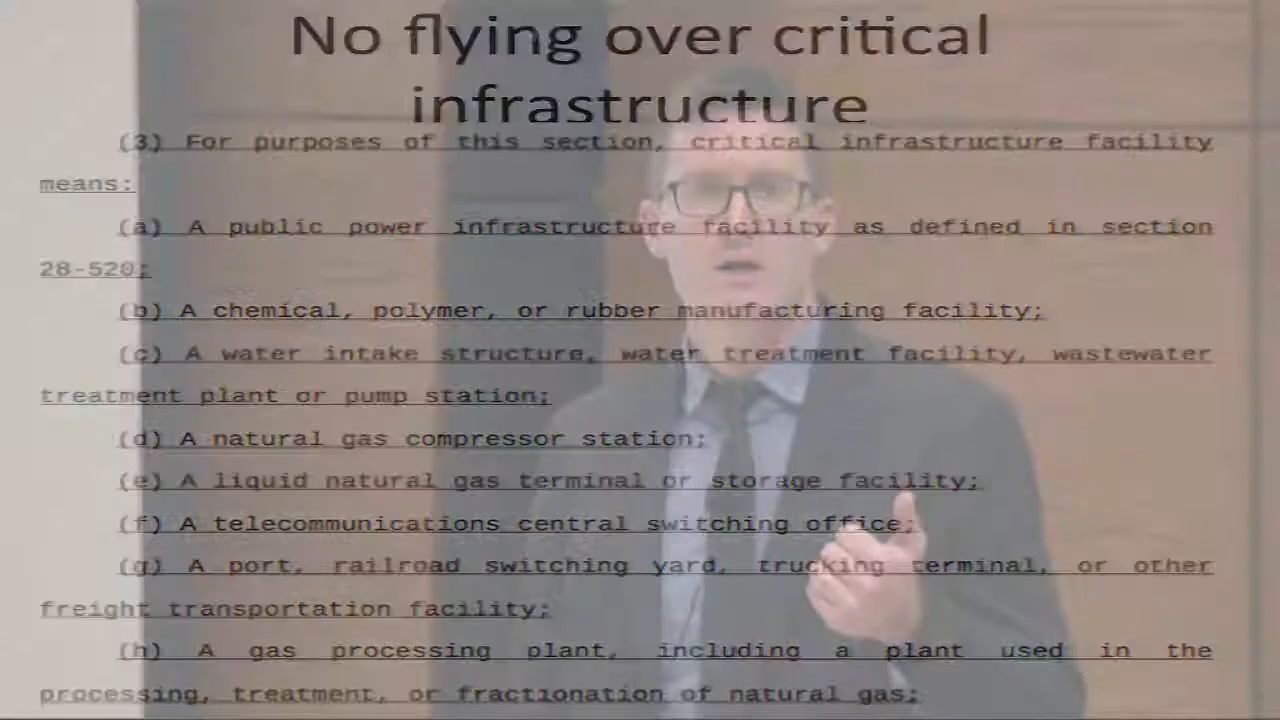 No flying over critical
infrastructure
(3) For purposes of this section, critical infrastructure facility
means:
(a) A public power infrastructure facility as defined in section
28-520;
(b) A chemical, polymer, or rubber manufacturing facility;
(c) A water intake structure, water treatment facility, wastewater
treatment plant or pump station;
(d) A natural gas compressor station;
(e) A liquid natural gas terminal or storage facility;
(f) A telecommunications central switching office;
(g) A port, railroad switching yard, trucking terminal, or other
freight transportation facility;
(h) A gas processing plant, including a plant used in the
processing, treatment, or fractionation of natural gas;